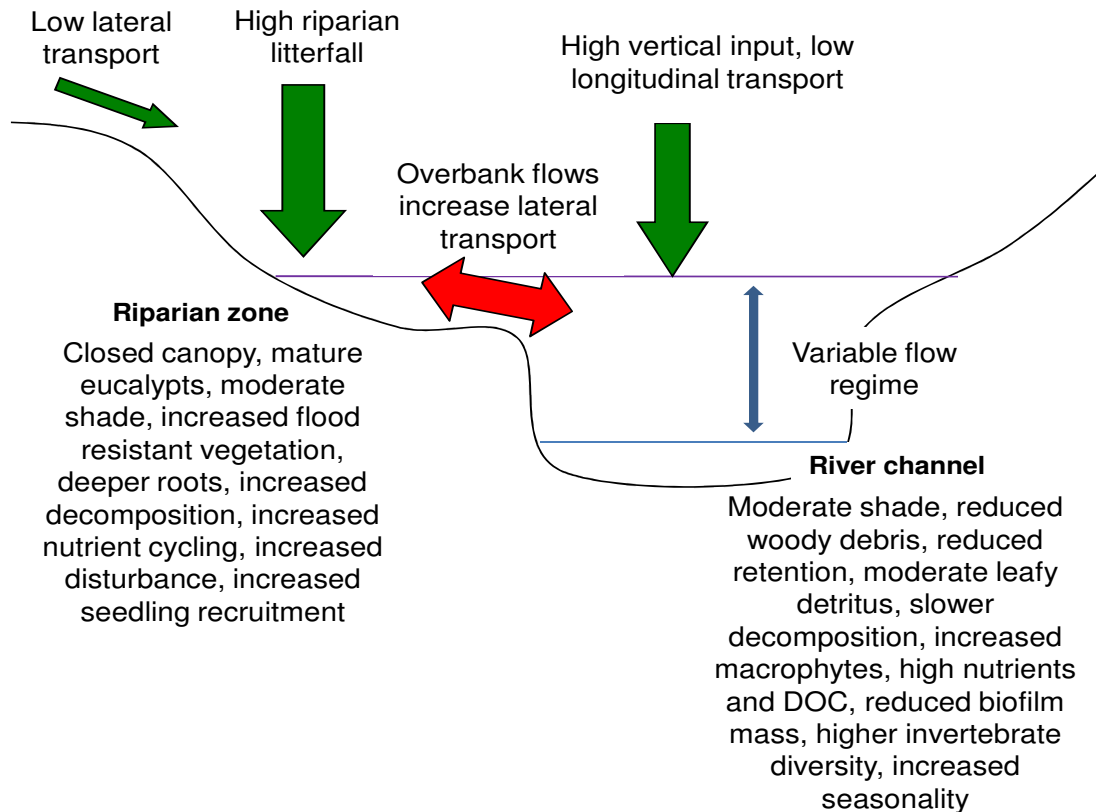 Low lateral
transport
High riparian
litterfall
High vertical input, low
longitudinal transport
Overbank flows
increase lateral
transport
Riparian zone
Closed canopy, mature
eucalypts, moderate
shade, increased flood
resistant vegetation,
deeper roots, increased
decomposition, increased
nutrient cycling, increased
disturbance, increased
seedling recruitment
Variable flow
regime
River channel
Moderate shade, reduced
woody debris, reduced
retention, moderate leafy
detritus, slower
decomposition, increased
macrophytes, high nutrients
and DOC, reduced biofilm
mass, higher invertebrate
diversity, increased
seasonality